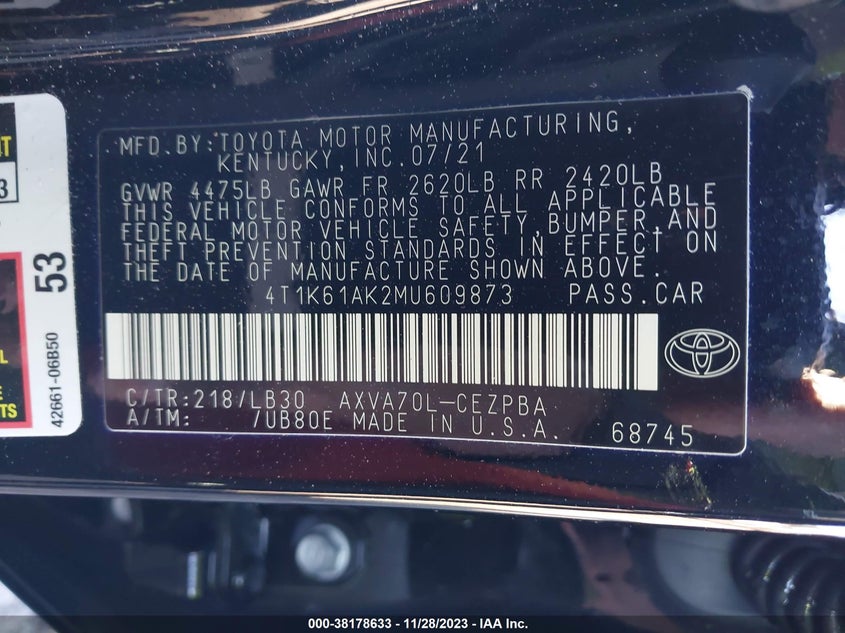 MFD.BY:TOYOTA MOTOR MANUFACTURING,
KENTUCKY,INC.07/21
GVWR 4475LB GAWR FR 2620LB RR 2420LB
THIS VEHICLE CONFORMS TO ALL APPLICABLE
FEDERAL MOTOR VEHICLE SAFETY,BUMPER,AND
THEFT PREVENTION STANDARDS IN EFFECT ON
THE DATE OF MANUFACTURE SHOWN ABOVE.
4T1K61AK2MU609873 PASS.CAR
C/TR:218/LB30 AXVA70L-CEZPBA
A/TM: 7UB80E MADE IN U.S.A.
68745
53
42661-06B50
000-38178633 - 11/28/2023 - IAA Inc.